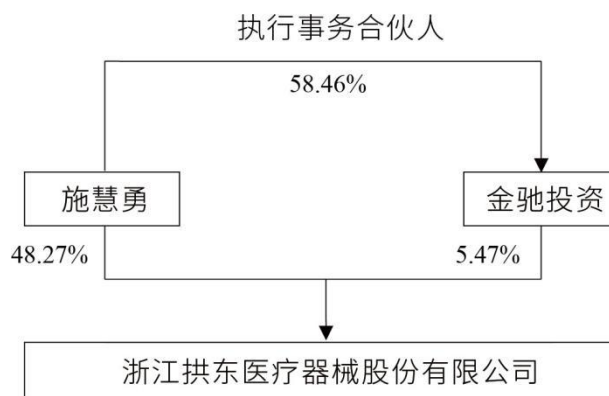 执行事务合伙人
58.46%
施慧勇
金驰投资
48.27%
5.47%
浙江拱东医疗器械股份有限公司